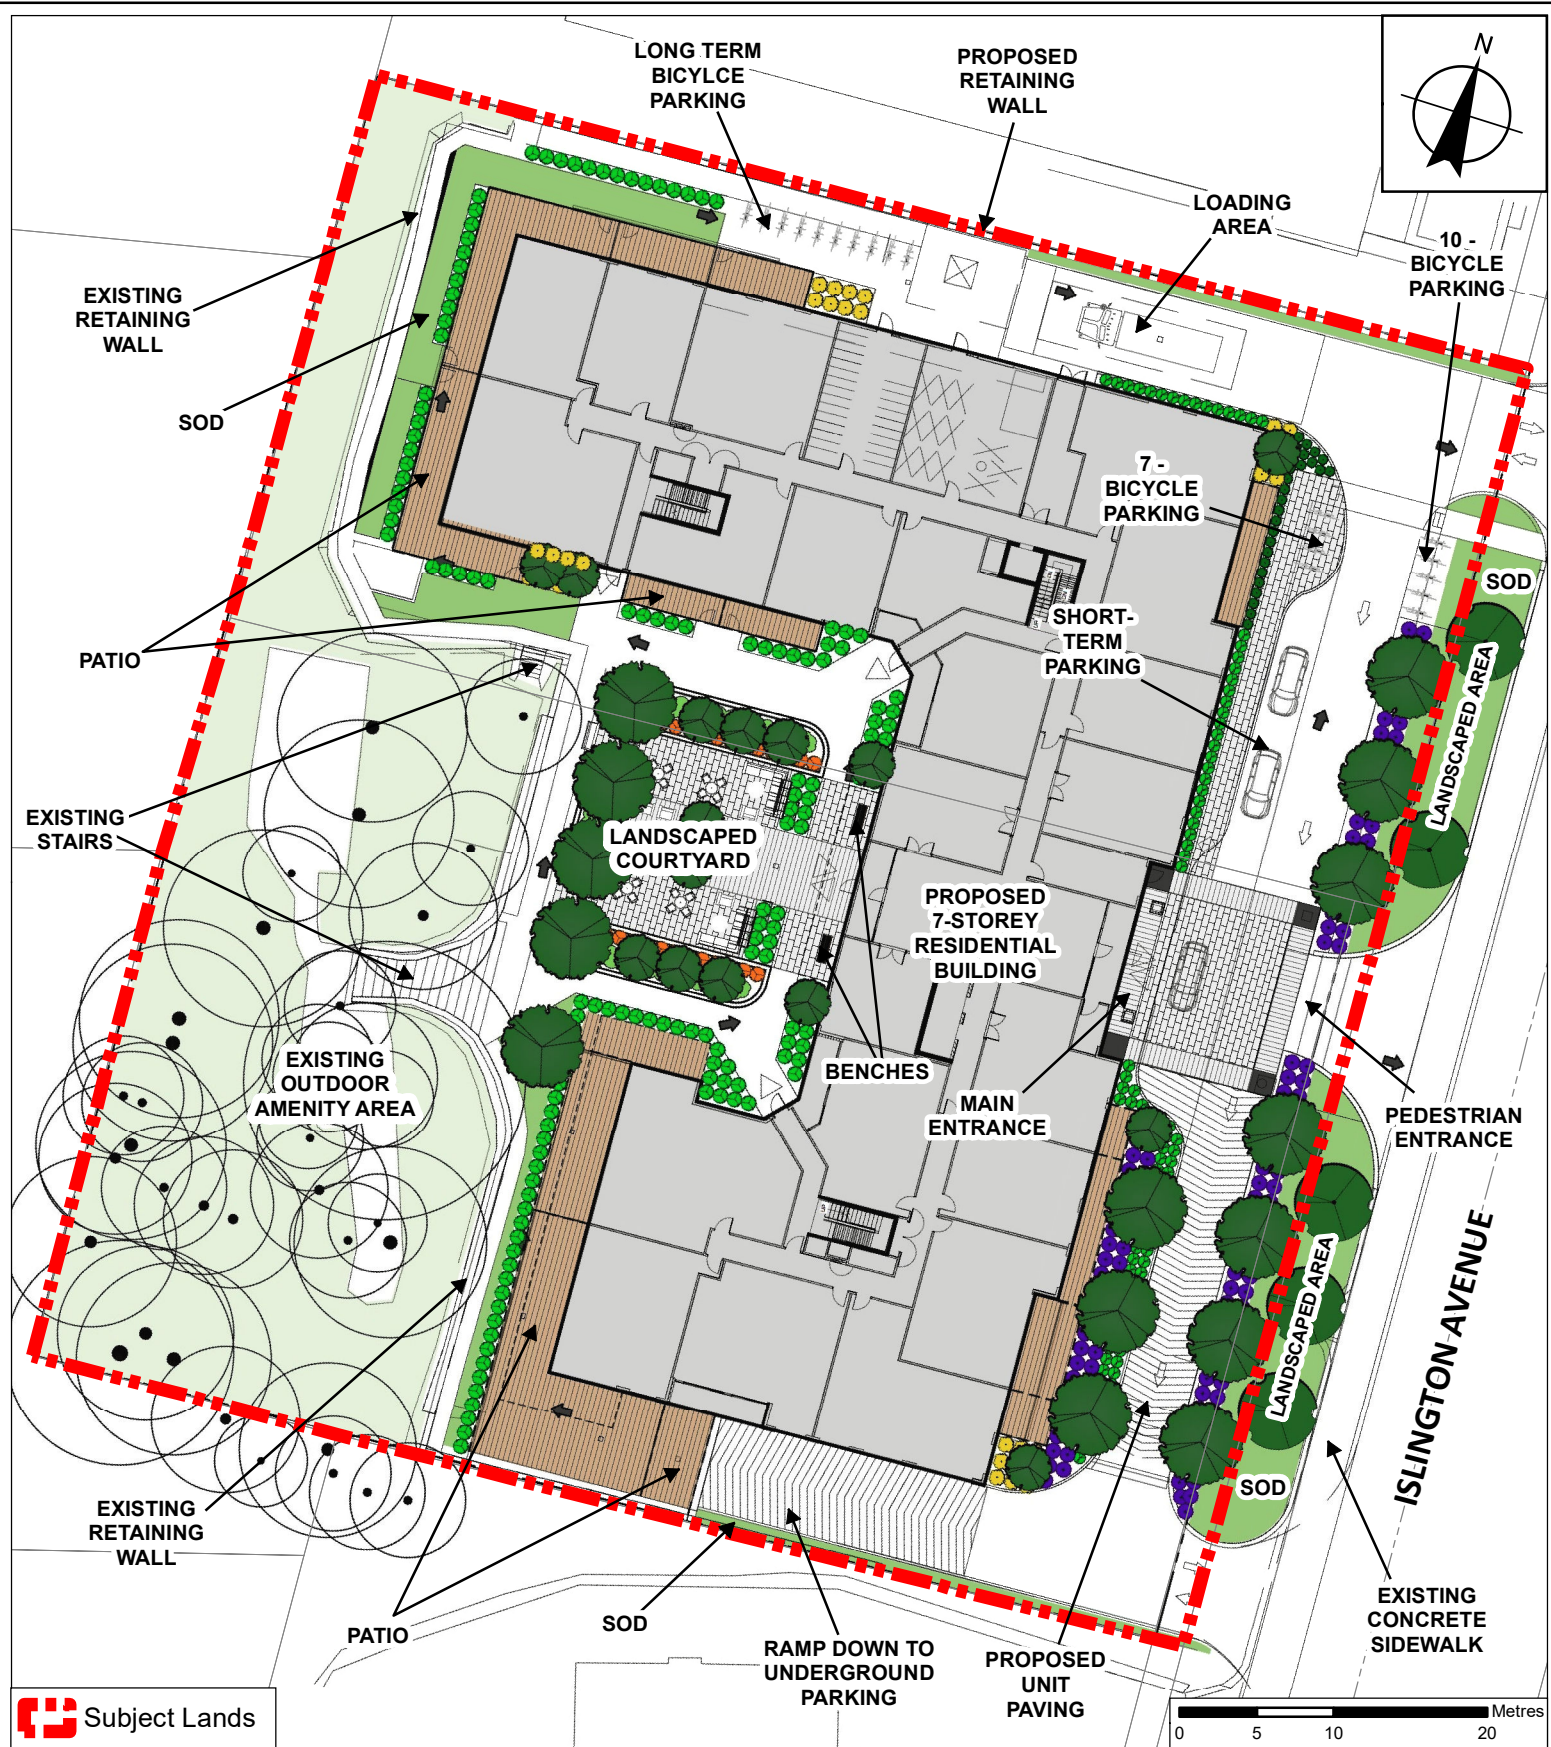 LONG TERM
BICYLCE
PARKING
PROPOSED
RETAINING
WALL
N
LOADING
AREA
10 -
BICYCLE
PARKING
EXISTING
RETAINING
WALL
SOD
7 -
BICYCLE
PARKING
SOD
SHORT-
TERM
PARKING
PATIO
LANDSCAPED AREA
EXISTING
STAIRS
LANDSCAPED
COURTYARD
PROPOSED
7-STOREY
RESIDENTIAL
BUILDING
EXISTING
OUTDOOR
AMENITY AREA
BENCHES
MAIN
ENTRANCE
PEDESTRIAN
ENTRANCE
LANDSCAPED AREA
ISLINGTON AVENUE
SOD
EXISTING
RETAINING
WALL
PATIO
SOD
RAMP DOWN TO
UNDERGROUND
PARKING
PROPOSED
UNIT
PAVING
EXISTING
CONCRETE
SIDEWALK
Subject Lands
Metres
0 5 10 20